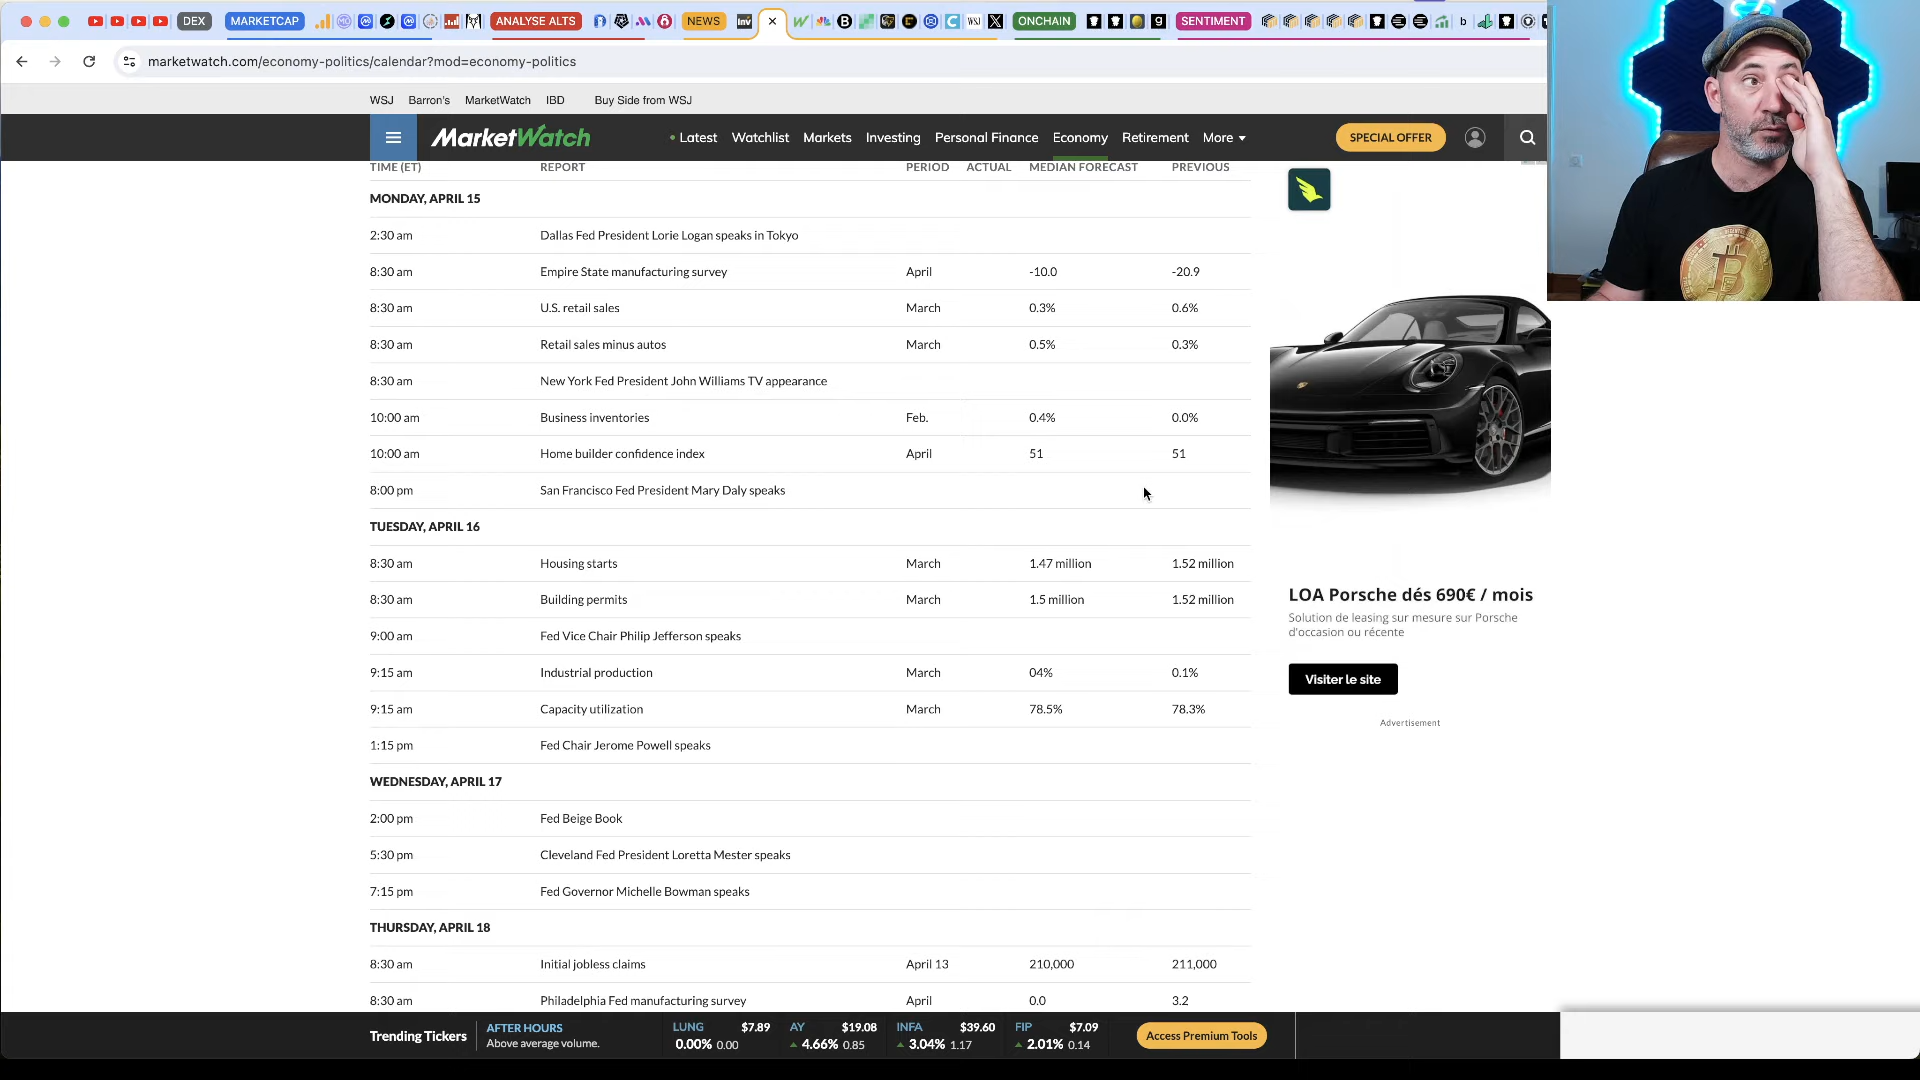 DEX MARKETCAP ANALYSE ALTS NEWS ONCHAIN SENTIMENT
marketwatch.com/economy-politics/calendar?mod=economy-politics
WSJ Barron's MarketWatch IBD Buy Side from WSJ
MarketWatch Latest Watchlist Markets Investing Personal Finance Economy Retirement More SPECIAL OFFER
TIME (ET) REPORT PERIOD ACTUAL MEDIAN FORECAST PREVIOUS
MONDAY, APRIL 15
2:30 am Dallas Fed President Lorie Logan speaks in Tokyo
8:30 am Empire State manufacturing survey April -10.0 -20.9
8:30 am U.S. retail sales March 0.3% 0.6%
8:30 am Retail sales minus autos March 0.5% 0.3%
8:30 am New York Fed President John Williams TV appearance
10:00 am Business inventories Feb. 0.4% 0.0%
10:00 am Home builder confidence index April 51 51
8:00 pm San Francisco Fed President Mary Daly speaks
TUESDAY, APRIL 16
8:30 am Housing starts March 1.47 million 1.52 million
8:30 am Building permits March 1.5 million 1.52 million
9:00 am Fed Vice Chair Philip Jefferson speaks
9:15 am Industrial production March 04% 0.1%
9:15 am Capacity utilization March 78.5% 78.3%
1:15 pm Fed Chair Jerome Powell speaks
WEDNESDAY, APRIL 17
2:00 pm Fed Beige Book
5:30 pm Cleveland Fed President Loretta Mester speaks
7:15 pm Fed Governor Michelle Bowman speaks
THURSDAY, APRIL 18
8:30 am Initial jobless claims April 13 210,000 211,000
8:30 am Philadelphia Fed manufacturing survey April 0.0 3.2
LOA Porsche dés 690€ / mois
Solution de leasing sur mesure sur Porsche
d'occasion ou récente
Visiter le site
Advertisement
Trending Tickers
AFTER HOURS
Above average volume.
LUNG $7.89
0.00% 0.00
AY $19.08
4.66% 0.85
INFA $39.60
3.04% 1.17
FIP $7.09
2.01% 0.14
Access Premium Tools